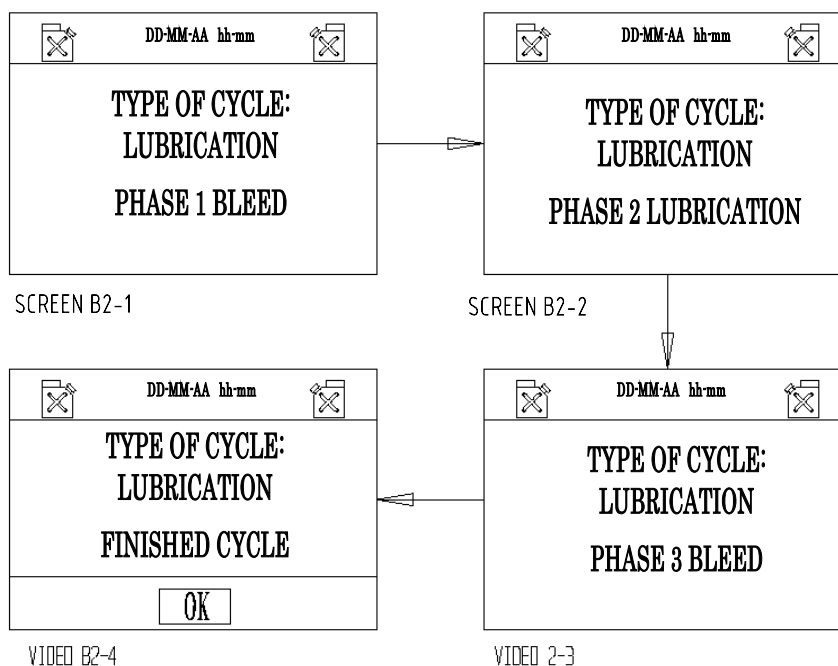 DD-MM-AA hh-mm
TYPE OF CYCLE:
LUBRICATION
PHASE 1 BLEED
SCREEN B2-1
DD-MM-AA hh-mm
TYPE OF CYCLE:
LUBRICATION
PHASE 2 LUBRICATION
SCREEN B2-2
DD-MM-AA hh-mm
TYPE OF CYCLE:
LUBRICATION
PHASE 3 BLEED
VIDEO 2-3
DD-MM-AA hh-mm
TYPE OF CYCLE:
LUBRICATION
FINISHED CYCLE
OK
VIDEO B2-4